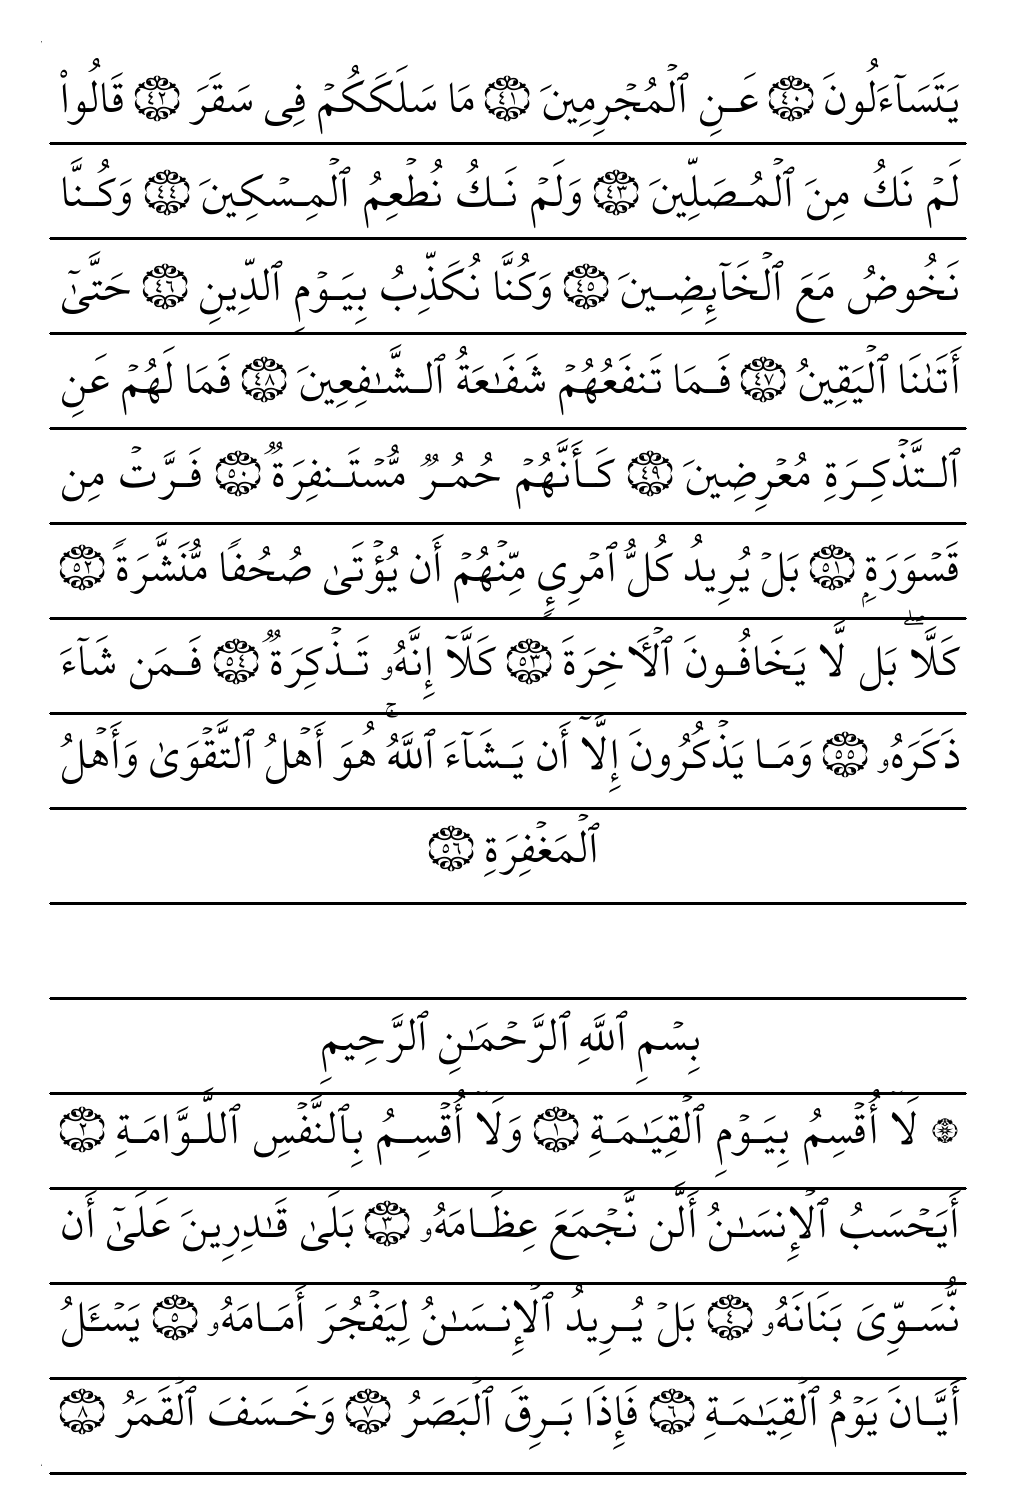 يَتَسَآءَلُونَ ۝٤٠ عَنِ ٱلْمُجْرِمِينَ ۝٤١ مَا سَلَكَكُمْ فِى سَقَرَ ۝٤٢ قَالُوا۟
لَمْ نَكُ مِنَ ٱلْمُصَلِّينَ ۝٤٣ وَلَمْ نَكُ نُطْعِمُ ٱلْمِسْكِينَ ۝٤٤ وَكُنَّا
نَخُوضُ مَعَ ٱلْخَآئِضِينَ ۝٤٥ وَكُنَّا نُكَذِّبُ بِيَوْمِ ٱلدِّينِ ۝٤٦ حَتَّىٰٓ
أَتَىٰنَا ٱلْيَقِينُ ۝٤٧ فَمَا تَنفَعُهُمْ شَفَـٰعَةُ ٱلشَّـٰفِعِينَ ۝٤٨ فَمَا لَهُمْ عَنِ
ٱلتَّذْكِرَةِ مُعْرِضِينَ ۝٤٩ كَأَنَّهُمْ حُمُرٌ مُّسْتَنفِرَةٌ ۝٥٠ فَرَّتْ مِن
قَسْوَرَةٍۭ ۝٥١ بَلْ يُرِيدُ كُلُّ ٱمْرِئٍ مِّنْهُمْ أَن يُؤْتَىٰ صُحُفًا مُّنَشَّرَةً ۝٥٢
كَلَّا ۖ بَل لَّا يَخَافُونَ ٱلْـَٔاخِرَةَ ۝٥٣ كَلَّآ إِنَّهُۥ تَذْكِرَةٌ ۝٥٤ فَمَن شَآءَ
ذَكَرَهُۥ ۝٥٥ وَمَا يَذْكُرُونَ إِلَّآ أَن يَشَآءَ ٱللَّهُ ۚ هُوَ أَهْلُ ٱلتَّقْوَىٰ وَأَهْلُ
ٱلْمَغْفِرَةِ ۝٥٦
بِسْمِ ٱللَّهِ ٱلرَّحْمَـٰنِ ٱلرَّحِيمِ
۞ لَآ أُقْسِمُ بِيَوْمِ ٱلْقِيَـٰمَةِ ۝١ وَلَآ أُقْسِمُ بِٱلنَّفْسِ ٱللَّوَّامَةِ ۝٢
أَيَحْسَبُ ٱلْإِنسَـٰنُ أَلَّن نَّجْمَعَ عِظَامَهُۥ ۝٣ بَلَىٰ قَـٰدِرِينَ عَلَىٰٓ أَن
نُّسَوِّىَ بَنَانَهُۥ ۝٤ بَلْ يُرِيدُ ٱلْإِنسَـٰنُ لِيَفْجُرَ أَمَامَهُۥ ۝٥ يَسْـَٔلُ
أَيَّانَ يَوْمُ ٱلْقِيَـٰمَةِ ۝٦ فَإِذَا بَرِقَ ٱلْبَصَرُ ۝٧ وَخَسَفَ ٱلْقَمَرُ ۝٨